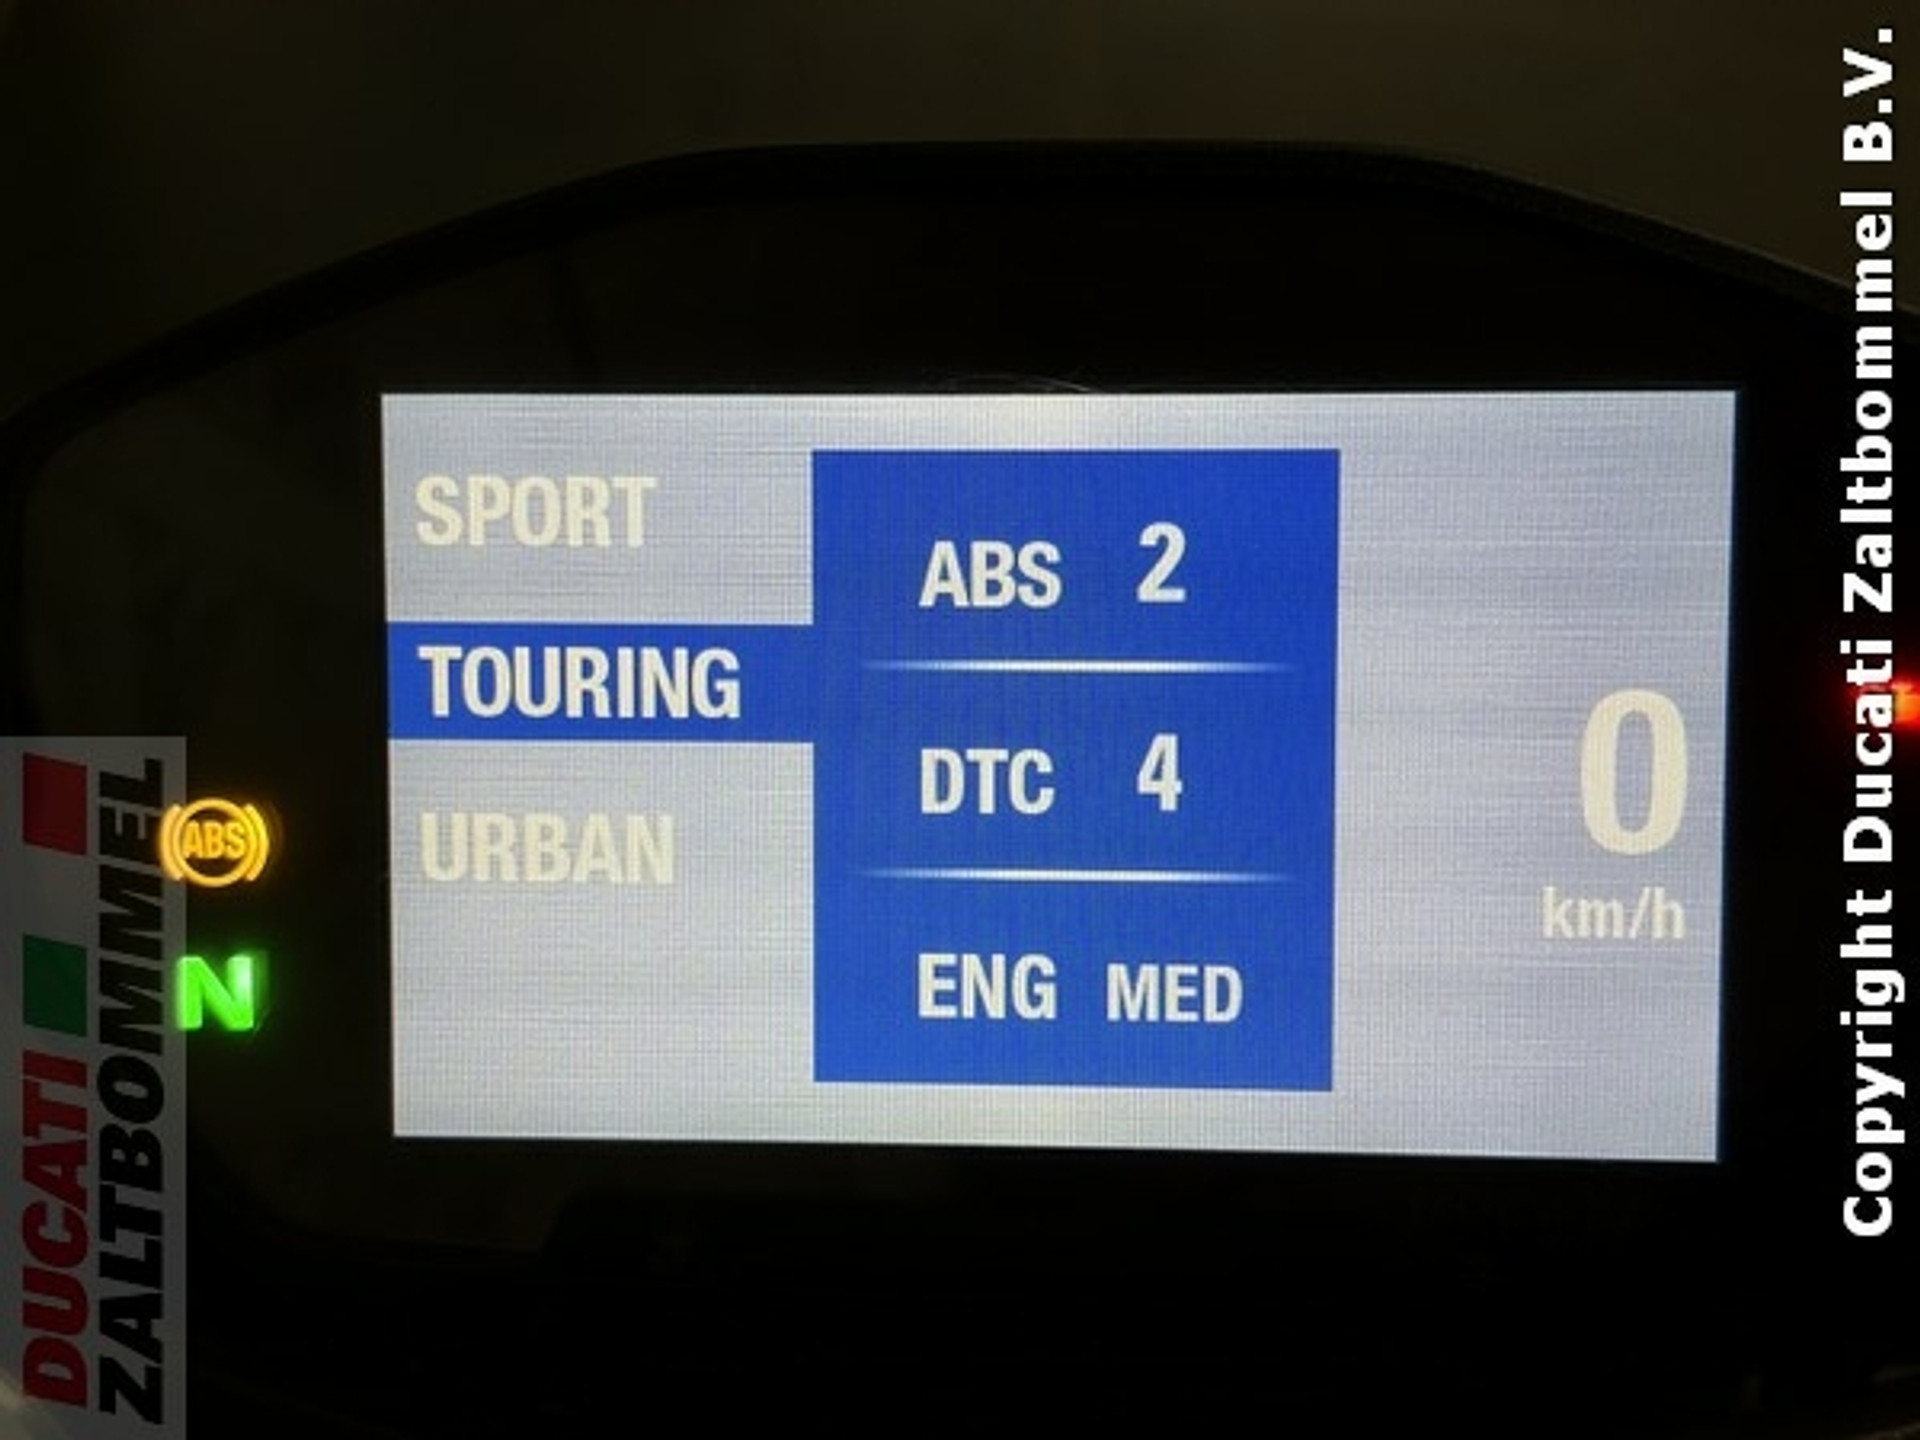 SPORT
TOURING
URBAN
ABS 2
DTC 4
ENG MED
0
km/h
ABS
N
DUCATI
ZALTBOMMEL
Copyright Ducati Zaltbommel B.V.